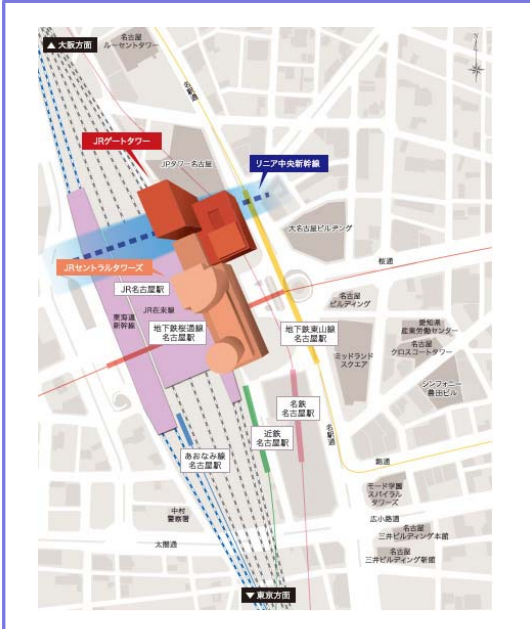 名古屋
ルーセントタワー
▲ 大阪方面
名駅通
JRゲートタワー
JPタワー名古屋
リニア中央新幹線
大名古屋ビルヂング
桜通
JRセントラルタワーズ
JR名古屋駅
JR在来線
東海道
新幹線
地下鉄桜通線
名古屋駅
地下鉄東山線
名古屋駅
名古屋
ビルディング
愛知県
産業労働センター
名古屋
クロスコートタワー
ミッドランド
スクエア
シンフォニー
豊田ビル
名鉄
名古屋駅
近鉄
名古屋駅
名駅通
あおなみ線
名古屋駅
錦通
モード学園
スパイラル
タワーズ
中村
警察署
広小路通
太閤通
名古屋
三井ビルディング本館
名古屋
三井ビルディング新館
▼ 東京方面